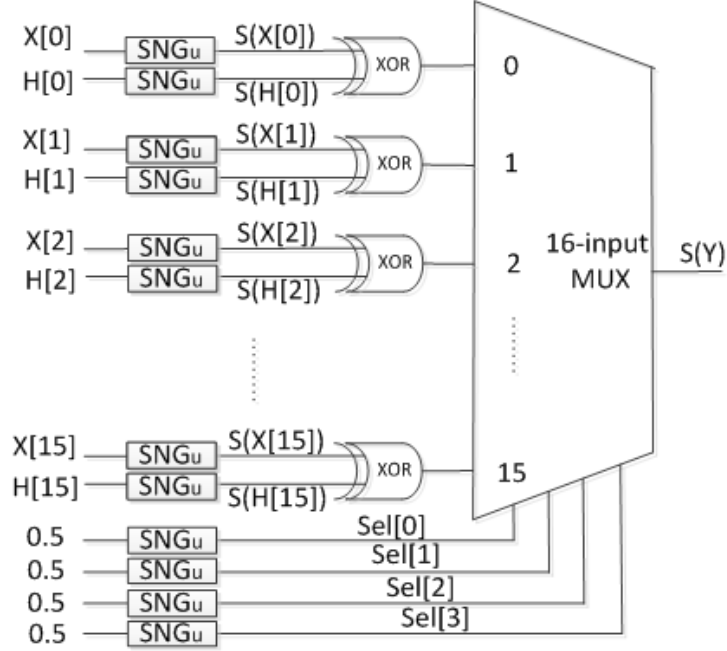 X[0] SNGu S(X[0])
XOR 0
H[0] SNGu S(H[0])
X[1] SNGu S(X[1])
XOR 1
H[1] SNGu S(H[1])
X[2] SNGu S(X[2])
XOR 2
H[2] SNGu S(H[2])
16-input
MUX
S(Y)
X[15] SNGu S(X[15])
XOR 15
H[15] SNGu S(H[15])
0.5 SNGu Sel[0]
0.5 SNGu Sel[1]
0.5 SNGu Sel[2]
0.5 SNGu Sel[3]